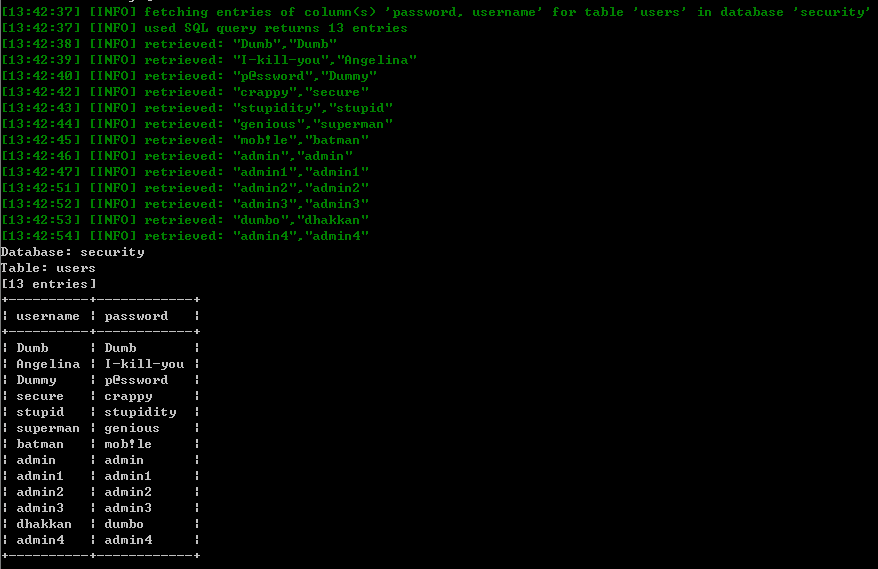 [13:42:37] [INFO] fetching entries of column(s) 'password, username' for table 'users' in database 'security'
[13:42:37] [INFO] used SQL query returns 13 entries
[13:42:38] [INFO] retrieved: "Dumb","Dumb"
[13:42:39] [INFO] retrieved: "I-kill-you","Angelina"
[13:42:40] [INFO] retrieved: "p@ssword","Dummy"
[13:42:42] [INFO] retrieved: "crappy","secure"
[13:42:43] [INFO] retrieved: "stupidity","stupid"
[13:42:44] [INFO] retrieved: "genious","superman"
[13:42:45] [INFO] retrieved: "mob!le","batman"
[13:42:46] [INFO] retrieved: "admin","admin"
[13:42:47] [INFO] retrieved: "admin1","admin1"
[13:42:51] [INFO] retrieved: "admin2","admin2"
[13:42:52] [INFO] retrieved: "admin3","admin3"
[13:42:53] [INFO] retrieved: "dumbo","dhakkan"
[13:42:54] [INFO] retrieved: "admin4","admin4"
Database: security
Table: users
[13 entries]
+----------+------------+
¦ username ¦ password   ¦
+----------+------------+
¦ Dumb     ¦ Dumb       ¦
¦ Angelina ¦ I-kill-you ¦
¦ Dummy    ¦ p@ssword   ¦
¦ secure   ¦ crappy     ¦
¦ stupid   ¦ stupidity  ¦
¦ superman ¦ genious    ¦
¦ batman   ¦ mob!le     ¦
¦ admin    ¦ admin      ¦
¦ admin1   ¦ admin1     ¦
¦ admin2   ¦ admin2     ¦
¦ admin3   ¦ admin3     ¦
¦ dhakkan  ¦ dumbo      ¦
¦ admin4   ¦ admin4     ¦
+----------+------------+